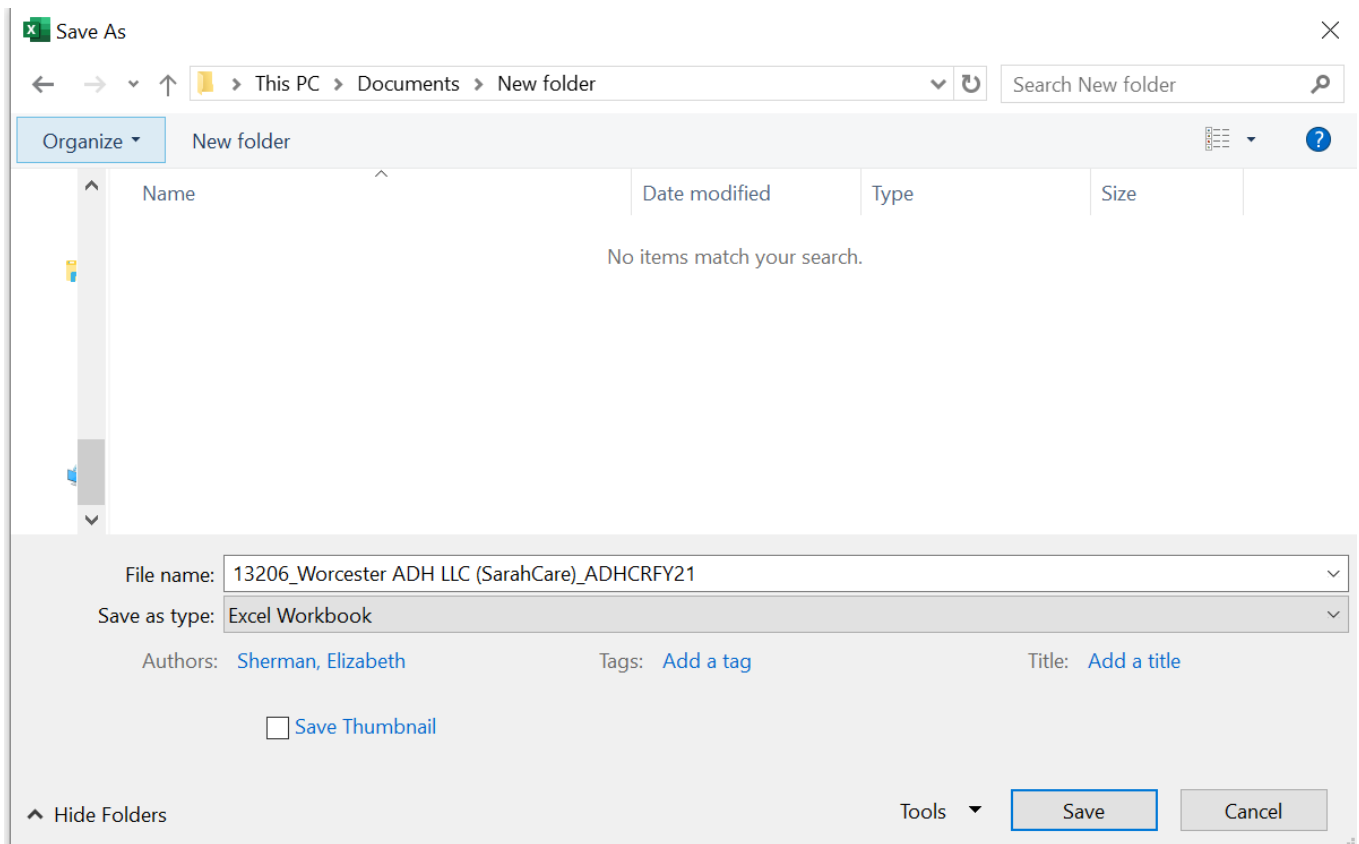 Save As
This PC > Documents > New folder
Search New folder
Organize
New folder
?
Name
Date modified
Type
Size
No items match your search.
File name: 13206_Worcester ADH LLC (SarahCare)_ADHCRFY21
Save as type: Excel Workbook
Authors: Sherman, Elizabeth
Tags: Add a tag
Title: Add a title
Save Thumbnail
Hide Folders
Tools
Save
Cancel